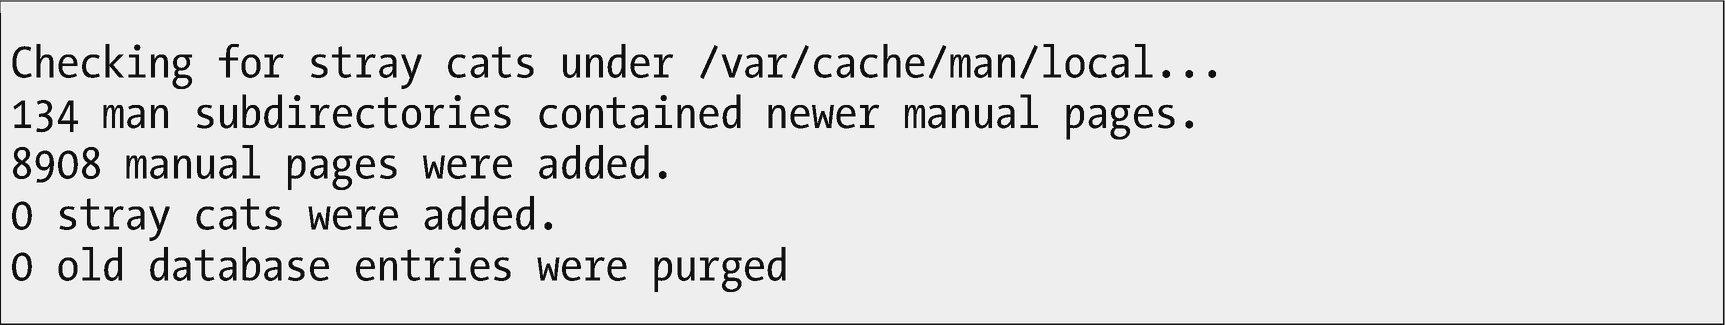 Checking for stray cats under /var/cache/man/local...
134 man subdirectories contained newer manual pages.
8908 manual pages were added.
0 stray cats were added.
0 old database entries were purged